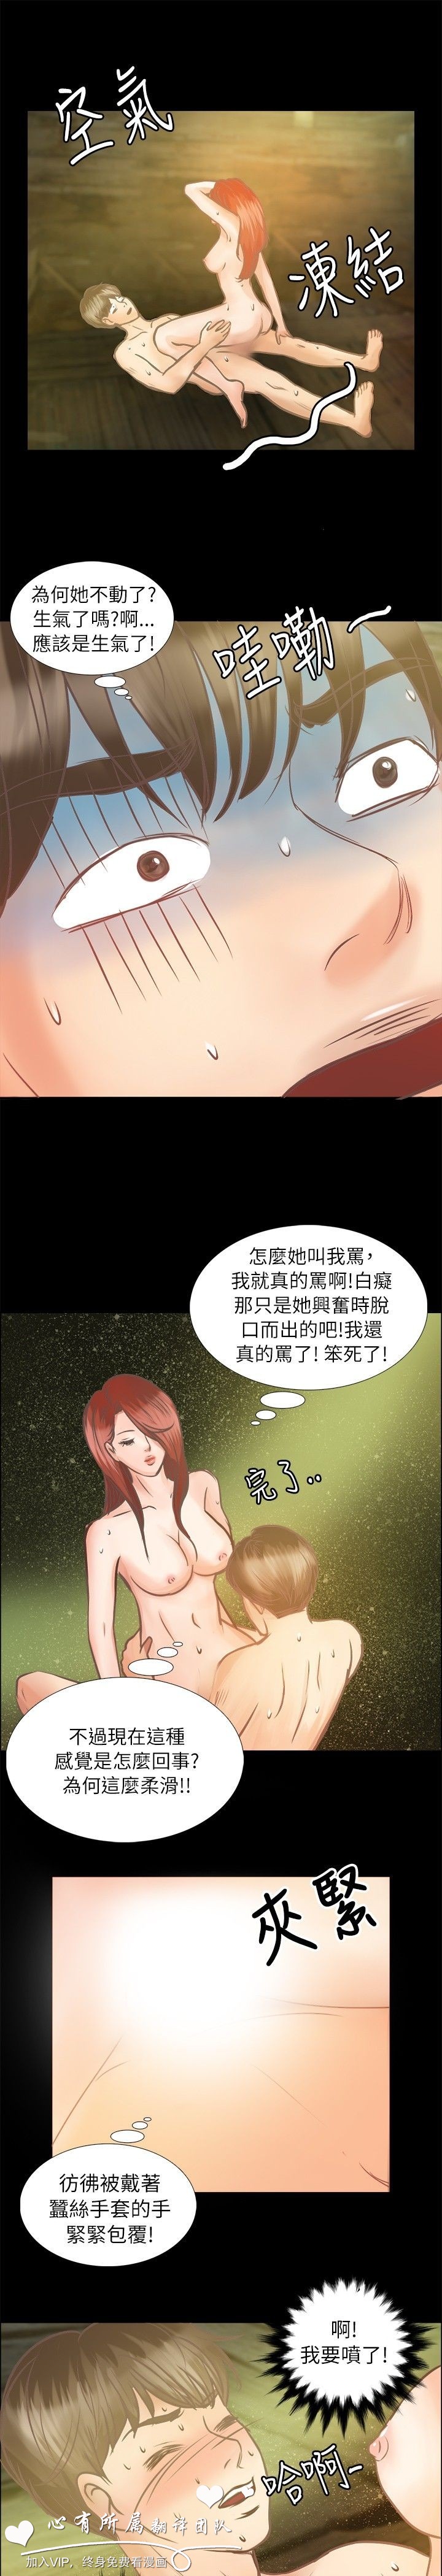 空氣
凍結
為何她不動了?
生氣了嗎?啊...
應該是生氣了!
哇嘞
怎麼她叫我罵，
我就真的罵啊!白癡
那只是她興奮時脫
口而出的吧!我還
真的罵了! 笨死了!
完了..
不過現在這種
感覺是怎麼回事?
為何這麼柔滑!!
夾緊
彷彿被戴著
蠶絲手套的手
緊緊包覆!
啊!
我要噴了!
哈啊~
心有所属翻译团队
加入VIP，终身免费看漫画